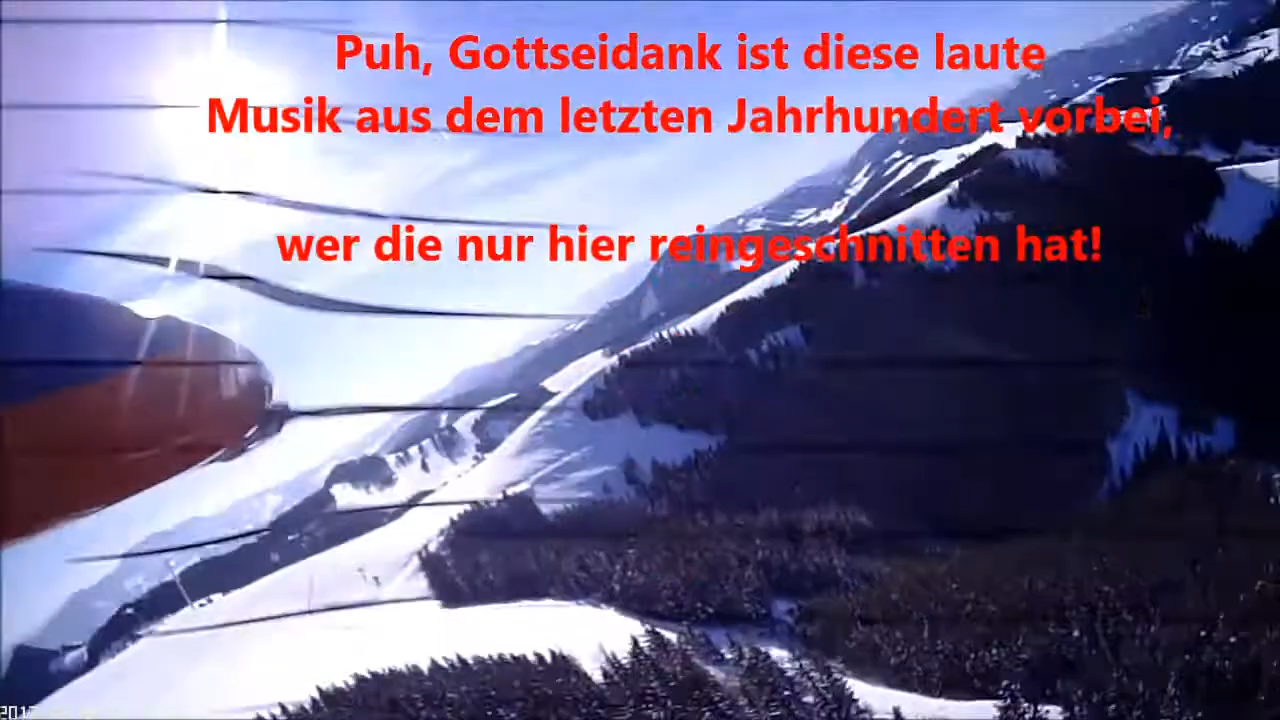 Puh, Gottseidank ist diese laute
Musik aus dem letzten Jahrhundert vorbei,
wer die nur hier reingeschnitten hat!